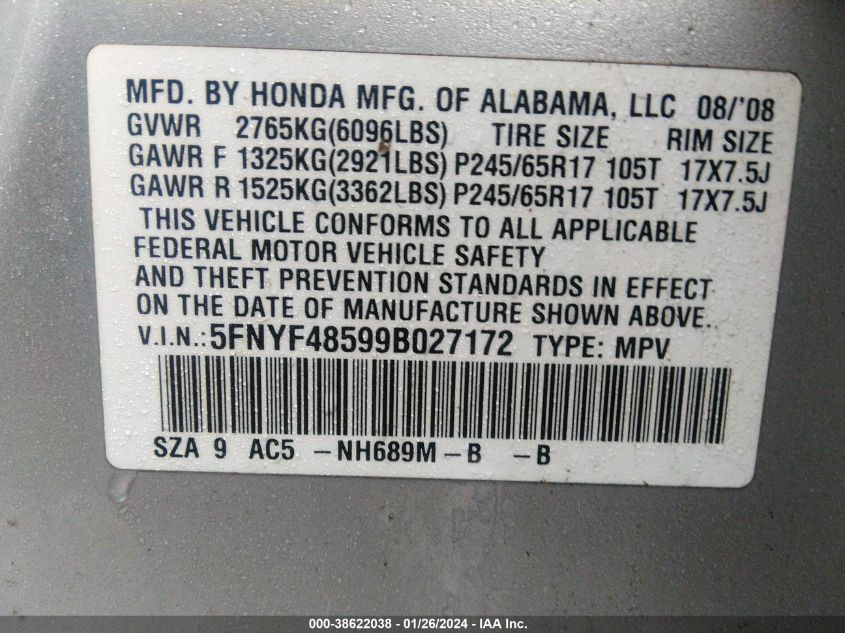 MFD. BY HONDA MFG. OF ALABAMA, LLC 08/'08
GVWR 2765KG(6096LBS) TIRE SIZE RIM SIZE
GAWR F 1325KG(2921LBS) P245/65R17 105T 17X7.5J
GAWR R 1525KG(3362LBS) P245/65R17 105T 17X7.5J
THIS VEHICLE CONFORMS TO ALL APPLICABLE
FEDERAL MOTOR VEHICLE SAFETY
AND THEFT PREVENTION STANDARDS IN EFFECT
ON THE DATE OF MANUFACTURE SHOWN ABOVE.
V.I.N.: 5FNYF48599B027172 TYPE: MPV
SZA 9 AC5 -NH689M-B -B
000-38622038 - 01/26/2024 - IAA Inc.